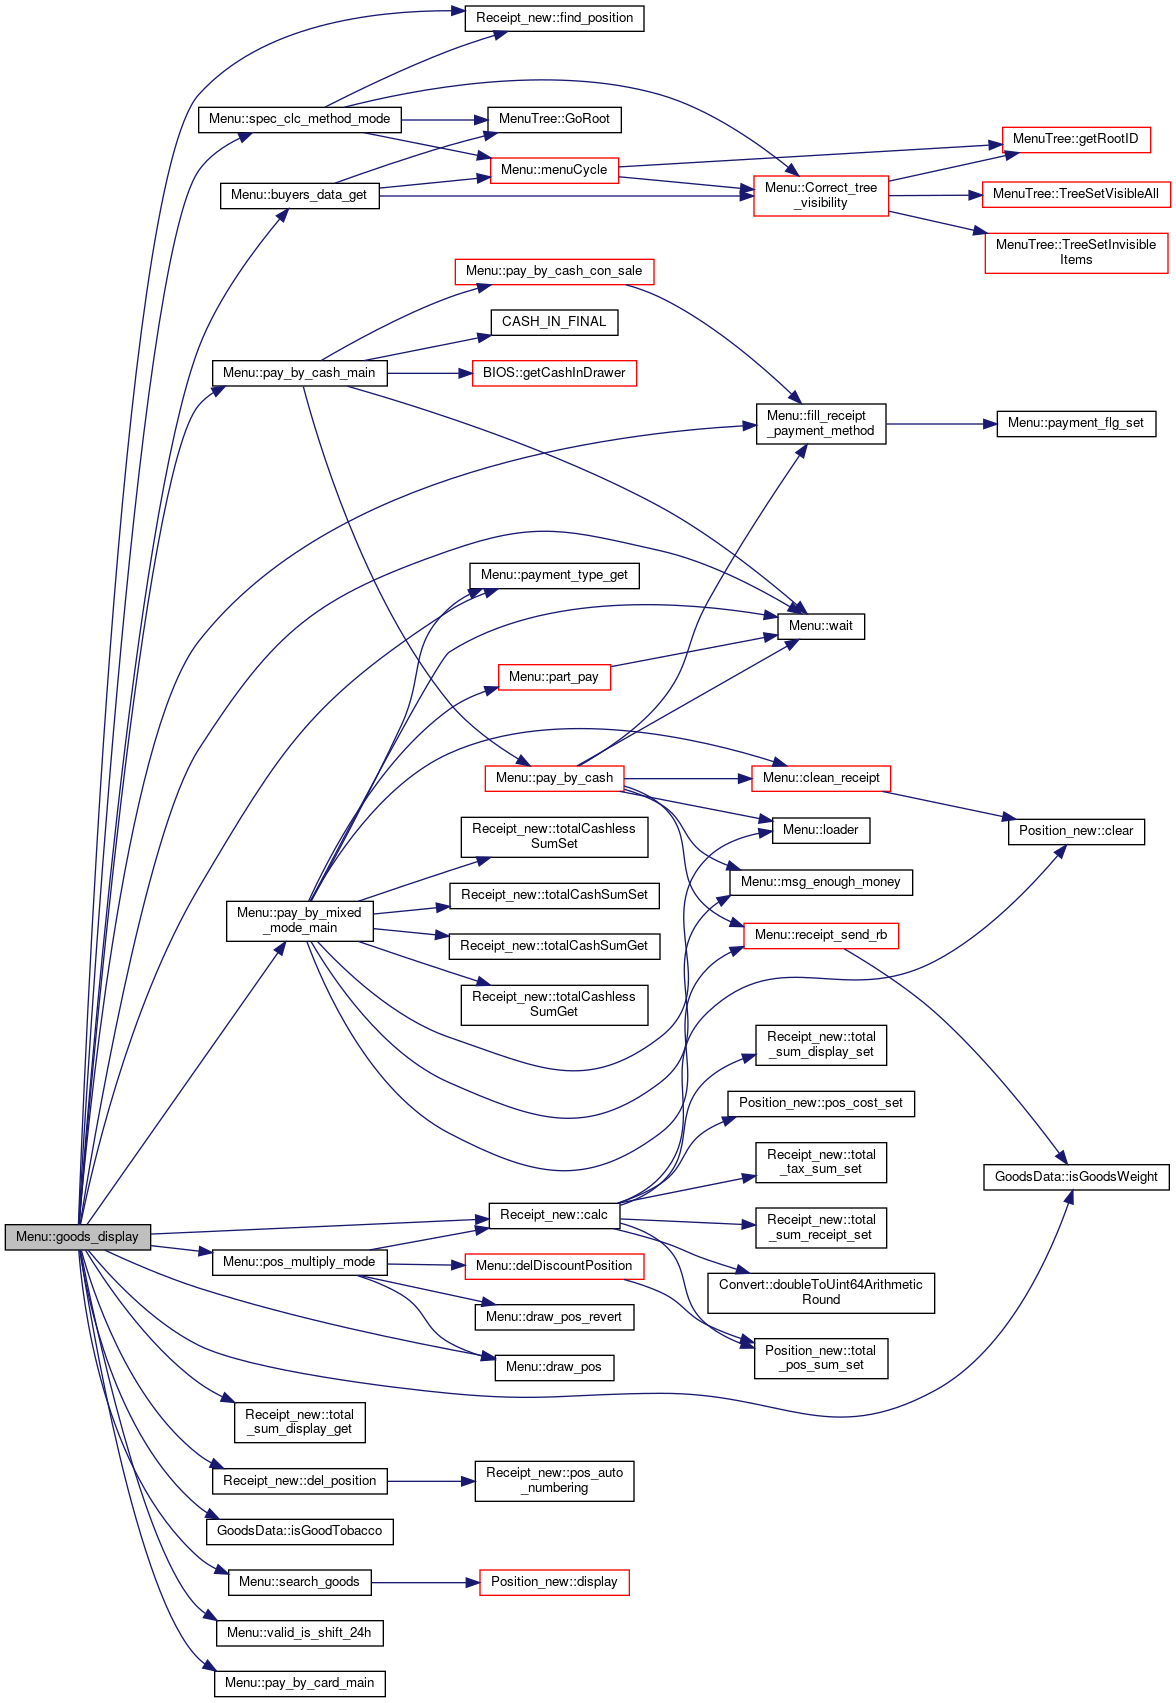 Receipt_new::find_position
Menu::spec_clc_method_mode
MenuTree::GoRoot
MenuTree::getRootID
Menu::menuCycle
Menu::buyers_data_get
Menu::Correct_tree
_visibility
MenuTree::TreeSetVisibleAll
MenuTree::TreeSetInvisible
Items
Menu::pay_by_cash_con_sale
CASH_IN_FINAL
Menu::pay_by_cash_main
BIOS::getCashInDrawer
Menu::fill_receipt
_payment_method
Menu::payment_flg_set
Menu::payment_type_get
Menu::wait
Menu::part_pay
Menu::pay_by_cash
Menu::clean_receipt
Receipt_new::totalCashless
SumSet
Menu::loader
Position_new::clear
Menu::msg_enough_money
Receipt_new::totalCashSumSet
Menu::pay_by_mixed
_mode_main
Menu::receipt_send_rb
Receipt_new::totalCashSumGet
Receipt_new::totalCashless
SumGet
Receipt_new::total
_sum_display_set
Position_new::pos_cost_set
Receipt_new::total
_tax_sum_set
GoodsData::isGoodsWeight
Receipt_new::calc
Receipt_new::total
_sum_receipt_set
Menu::goods_display
Menu::pos_multiply_mode
Menu::delDiscountPosition
Convert::doubleToUint64Arithmetic
Round
Menu::draw_pos_revert
Position_new::total
_pos_sum_set
Menu::draw_pos
Receipt_new::total
_sum_display_get
Receipt_new::del_position
Receipt_new::pos_auto
_numbering
GoodsData::isGoodTobacco
Menu::search_goods
Position_new::display
Menu::valid_is_shift_24h
Menu::pay_by_card_main